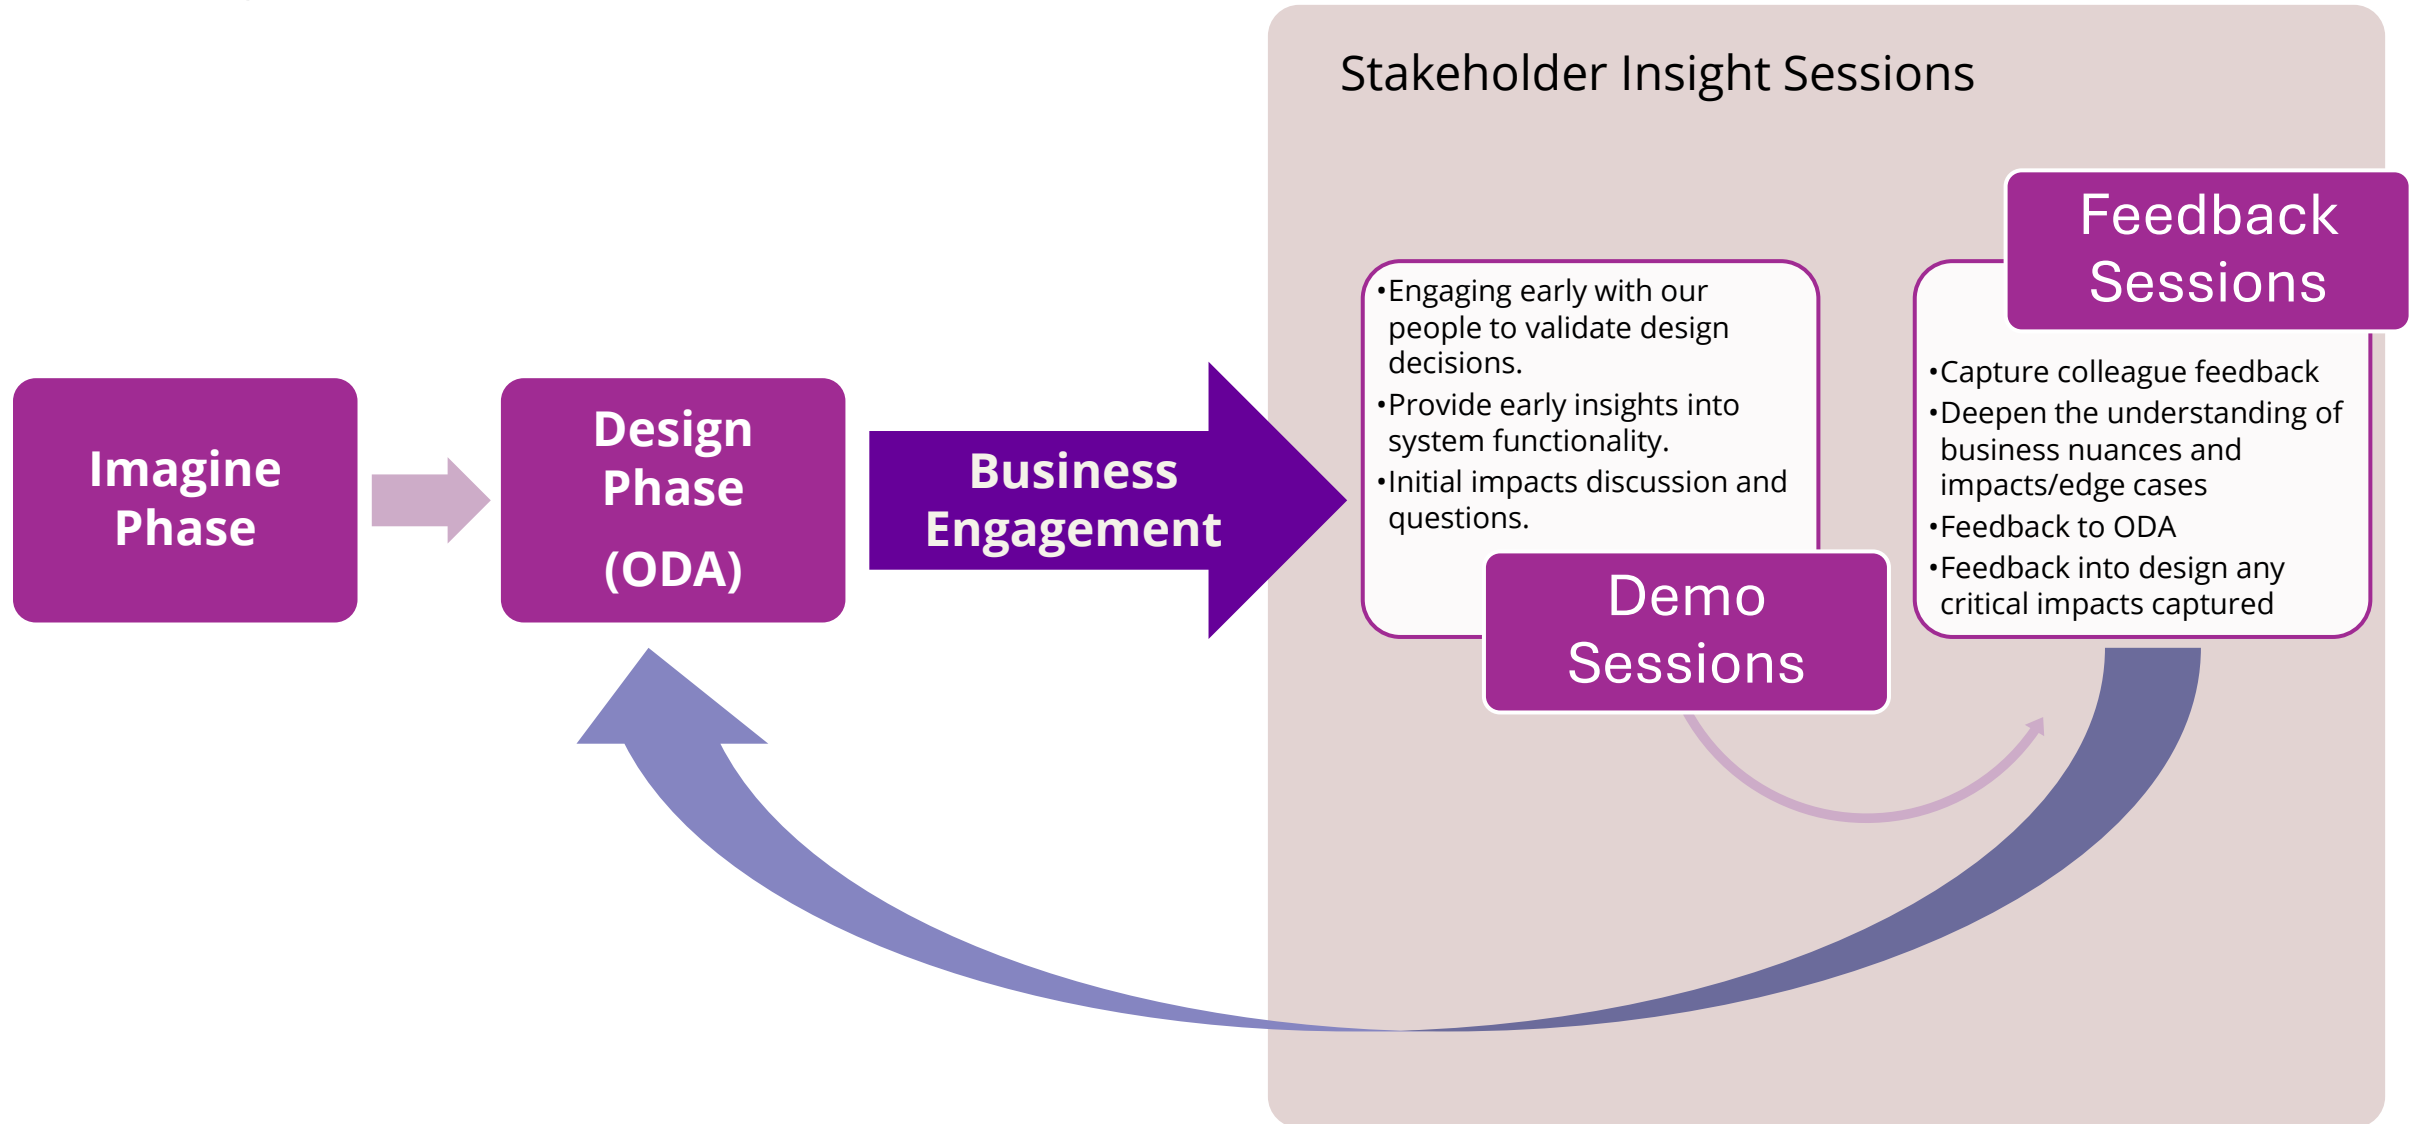 Stakeholder Insight Sessions
Imagine
Phase
Design
Phase
(ODA)
Business
Engagement
•Engaging early with our
people to validate design
decisions.
•Provide early insights into
system functionality.
•Initial impacts discussion and
questions.
Demo
Sessions
Feedback
Sessions
•Capture colleague feedback
•Deepen the understanding of
business nuances and
impacts/edge cases
•Feedback to ODA
•Feedback into design any
critical impacts captured